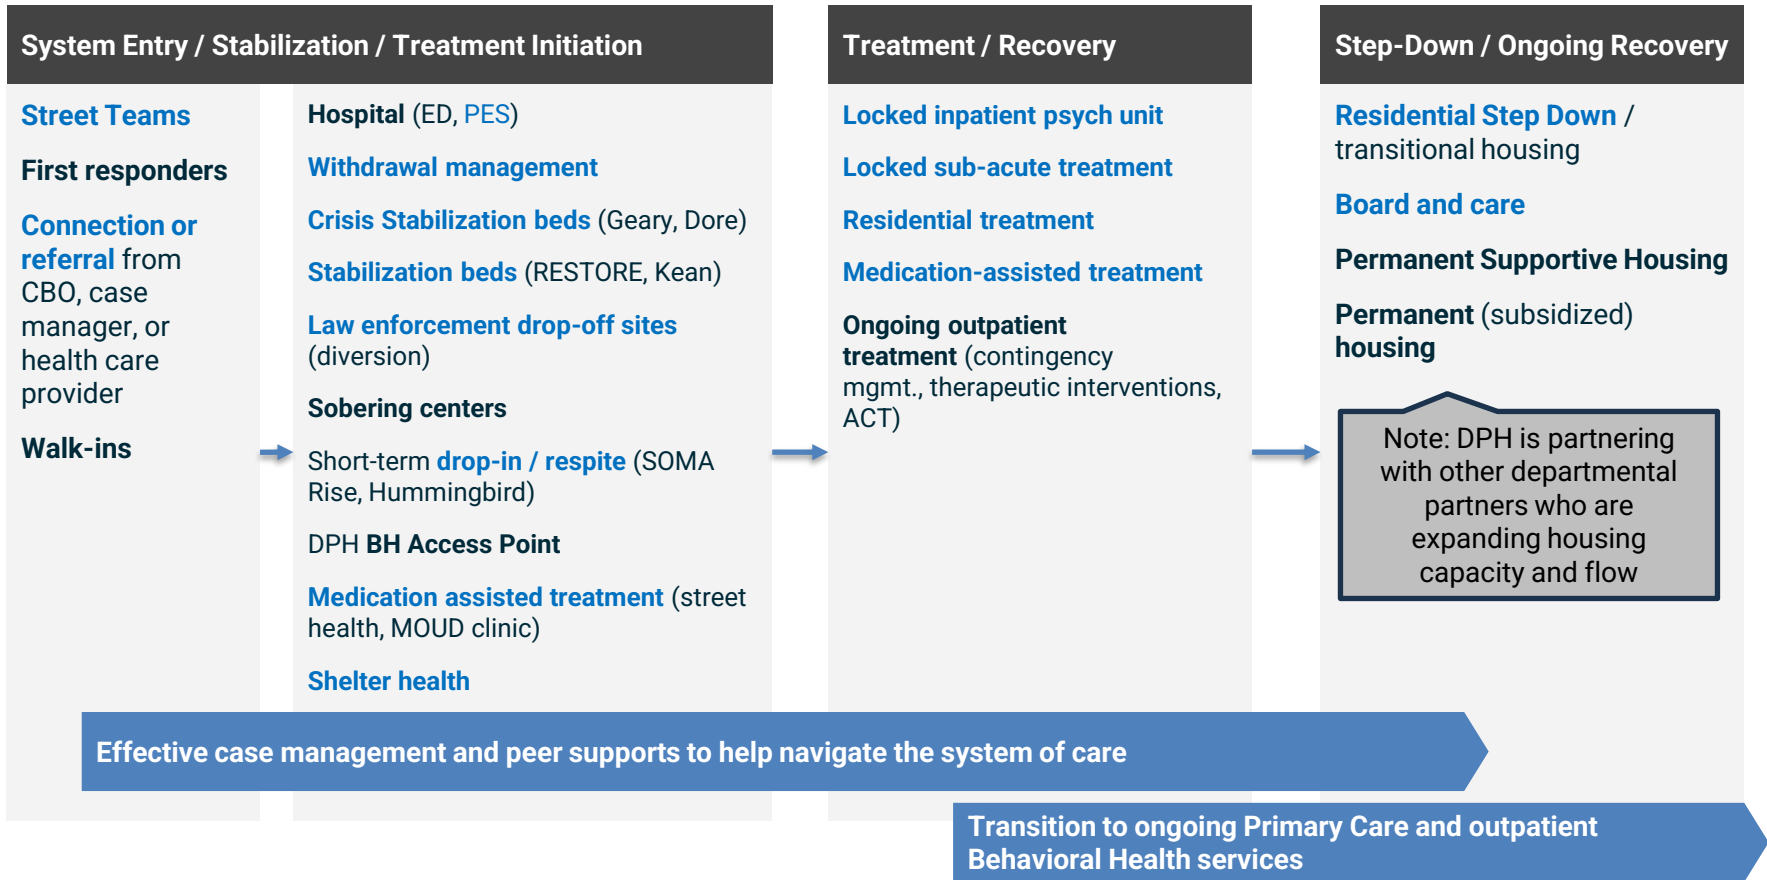 System Entry / Stabilization / Treatment Initiation
Street Teams
First responders
Connection or
referral from
CBO, case
manager, or
health care
provider
Walk-ins
Hospital (ED, PES)
Withdrawal management
Crisis Stabilization beds (Geary, Dore)
Stabilization beds (RESTORE, Kean)
Law enforcement drop-off sites
(diversion)
Sobering centers
Short-term drop-in / respite (SOMA
Rise, Hummingbird)
DPH BH Access Point
Medication assisted treatment (street
health, MOUD clinic)
Shelter health
Treatment / Recovery
Locked inpatient psych unit
Locked sub-acute treatment
Residential treatment
Medication-assisted treatment
Ongoing outpatient
treatment (contingency
mgmt., therapeutic interventions,
ACT)
Step-Down / Ongoing Recovery
Residential Step Down /
transitional housing
Board and care
Permanent Supportive Housing
Permanent (subsidized)
housing
Note: DPH is partnering
with other departmental
partners who are
expanding housing
capacity and flow
Effective case management and peer supports to help navigate the system of care
Transition to ongoing Primary Care and outpatient
Behavioral Health services